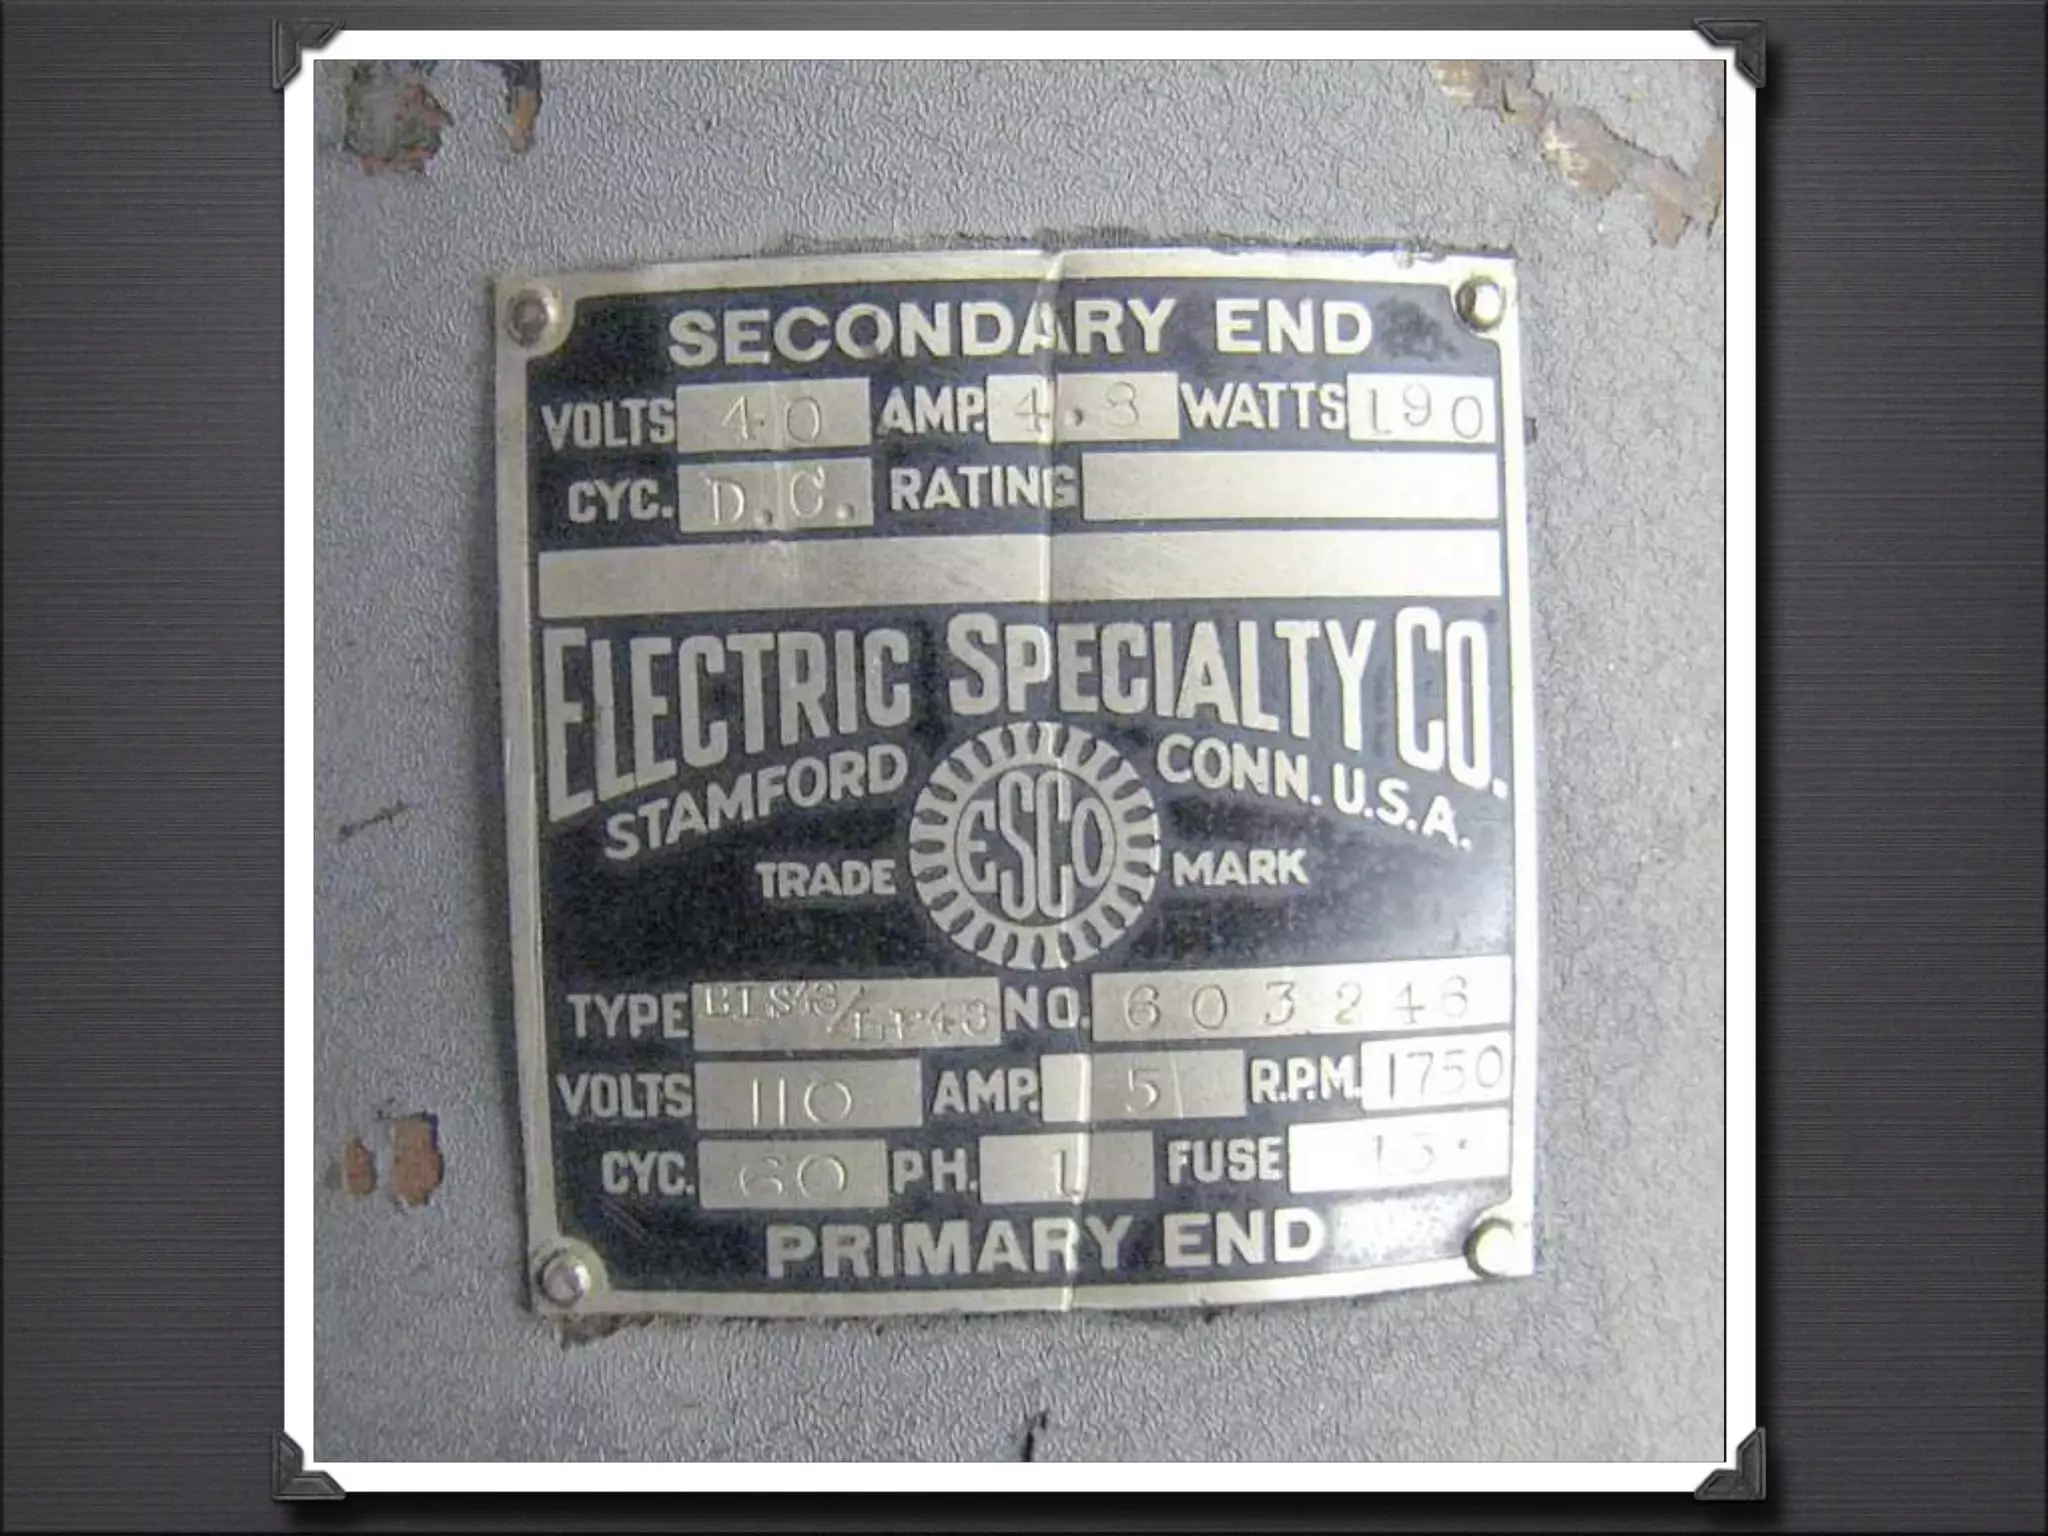 SECONDARY END
VOLTS 40 AMP. 4.8 WATTS 190
CYC. D.C. RATING
ELECTRIC SPECIALTY CO.
STAMFORD CONN. U.S.A.
TRADE ESCO MARK
TYPE NO. 603246
VOLTS 110 AMP. 5 R.P.M. 1750
CYC. 60 PH. 1 FUSE
PRIMARY END